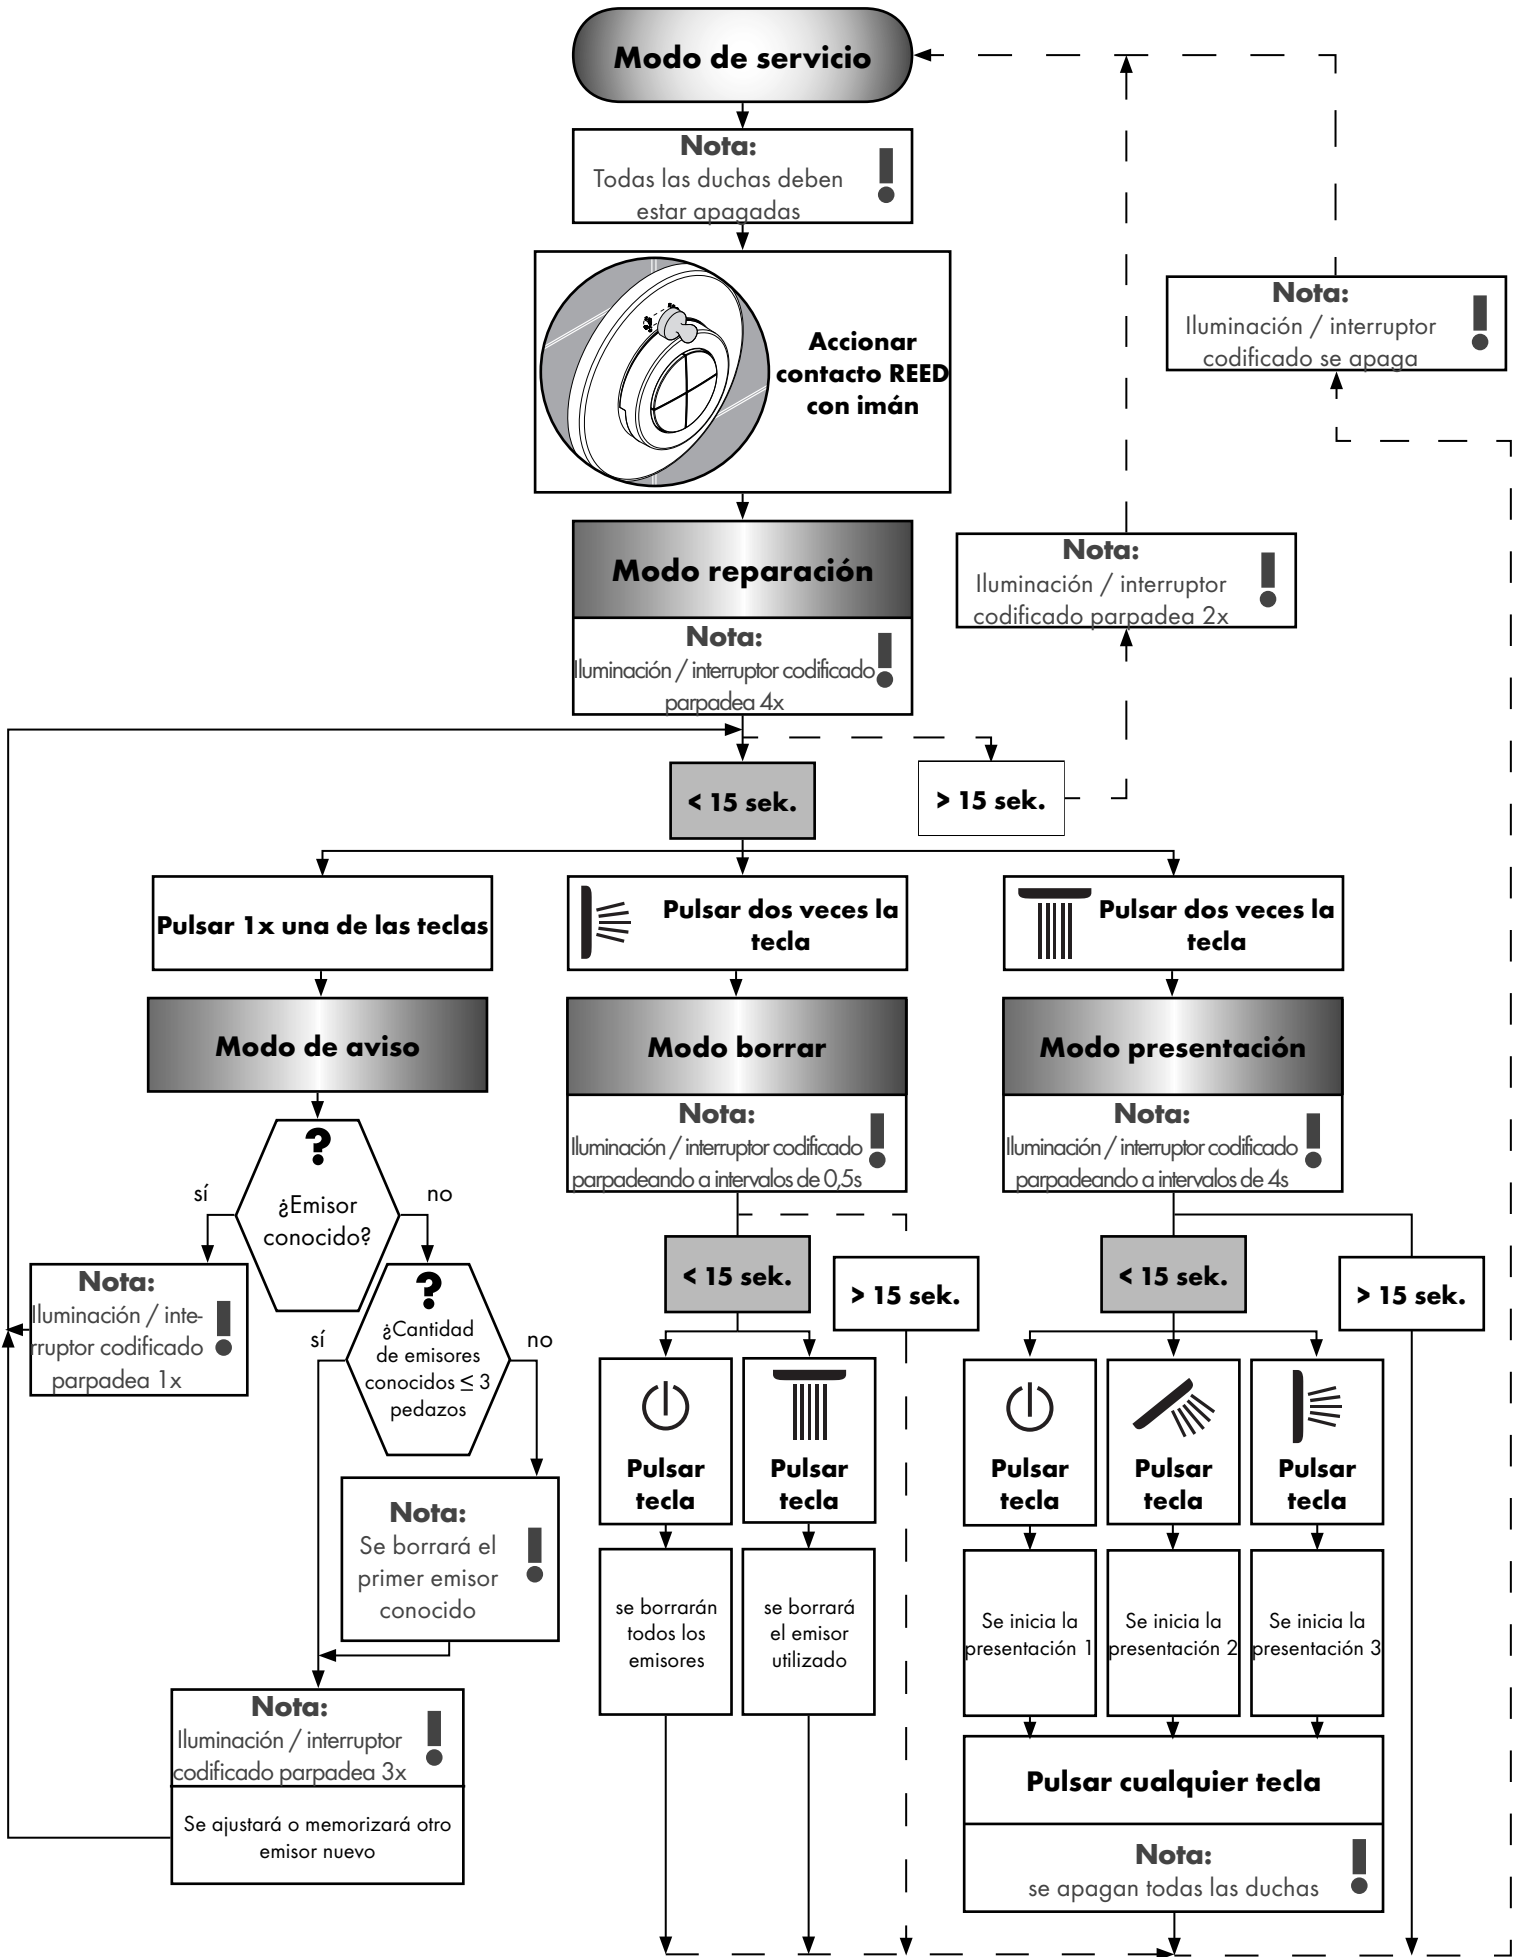 Modo de servicio
Nota:
Todas las duchas deben
estar apagadas
Accionar
contacto REED
con imán
Nota:
Iluminación / interruptor
codificado se apaga
Modo reparación
Nota:
Iluminación / interruptor codificado
parpadea 4x
Nota:
Iluminación / interruptor
codificado parpadea 2x
< 15 sek.
> 15 sek.
Pulsar 1x una de las teclas
Pulsar dos veces la
tecla
Pulsar dos veces la
tecla
Modo de aviso
Modo borrar
Nota:
Iluminación / interruptor codificado
parpadeando a intervalos de 0,5s
Modo presentación
Nota:
Iluminación / interruptor codificado
parpadeando a intervalos de 4s
?
¿Emisor
conocido?
sí
no
Nota:
Iluminación / inte-
rruptor codificado
parpadea 1x
?
¿Cantidad
de emisores
conocidos ≤ 3
pedazos
sí
no
Nota:
Se borrará el
primer emisor
conocido
Nota:
Iluminación / interruptor
codificado parpadea 3x
Se ajustará o memorizará otro
emisor nuevo
< 15 sek.
> 15 sek.
Pulsar
tecla
Pulsar
tecla
se borrarán
todos los
emisores
se borrará
el emisor
utilizado
< 15 sek.
> 15 sek.
Pulsar
tecla
Pulsar
tecla
Pulsar
tecla
Se inicia la
presentación 1
Se inicia la
presentación 2
Se inicia la
presentación 3
Pulsar cualquier tecla
Nota:
se apagan todas las duchas